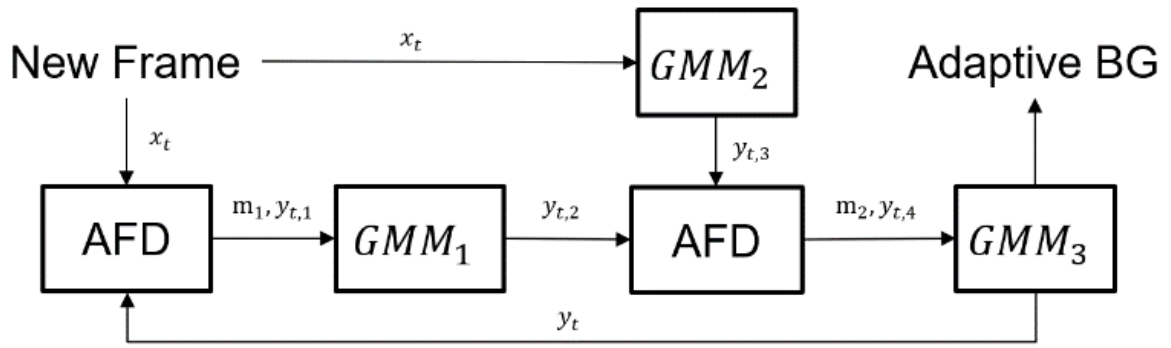 New Frame
x_t
GMM_2
Adaptive BG
x_t
y_{t,3}
AFD
m_1, y_{t,1}
GMM_1
y_{t,2}
AFD
m_2, y_{t,4}
GMM_3
y_t